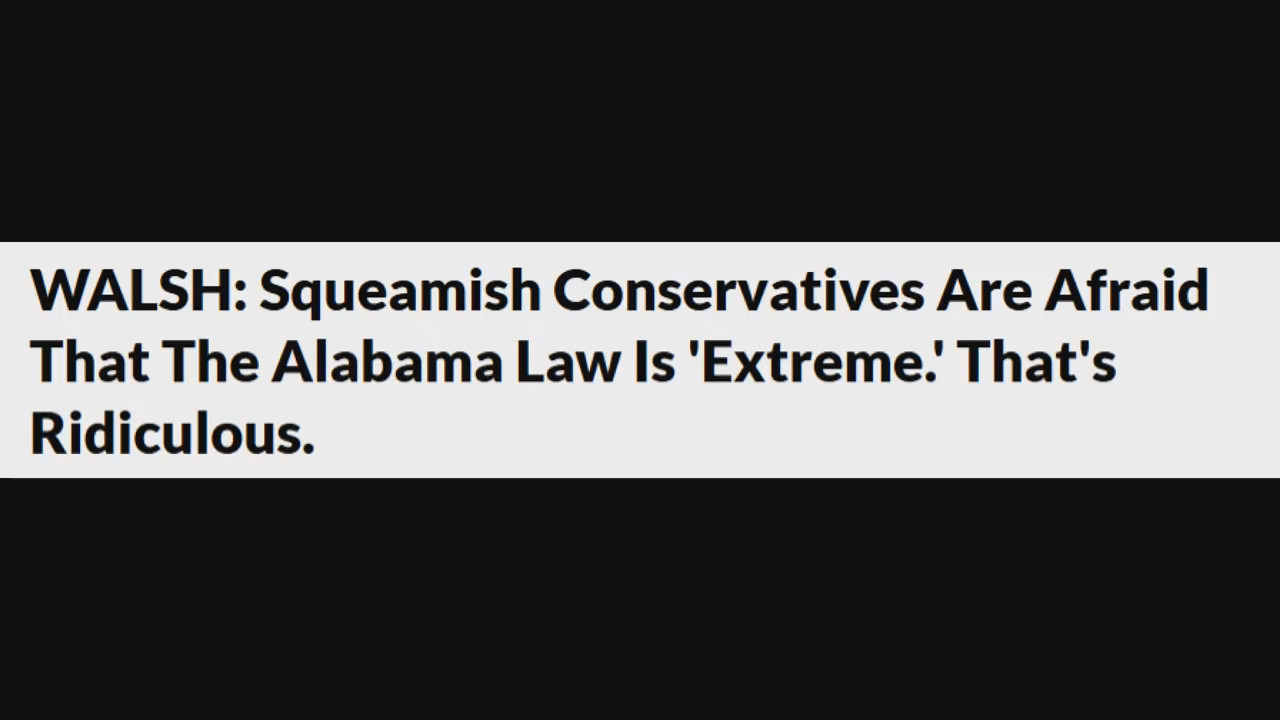 WALSH: Squeamish Conservatives Are Afraid
That The Alabama Law Is 'Extreme.' That's
Ridiculous.